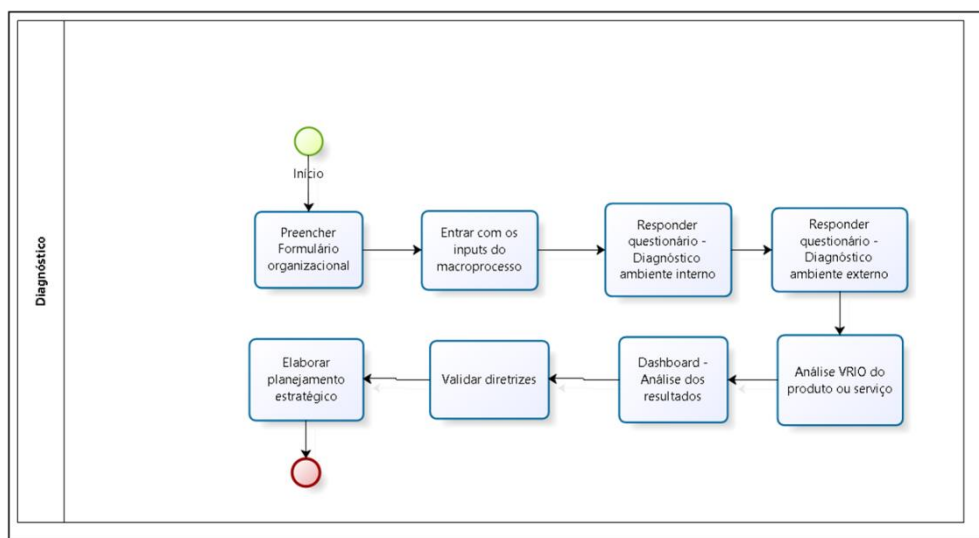 Diagnóstico
Início
Preencher
Formulário
organizacional
Entrar com os
inputs do
macroprocesso
Responder
questionário -
Diagnóstico
ambiente interno
Responder
questionário -
Diagnóstico
ambiente externo
Elaborar
planejamento
estratégico
Validar diretrizes
Dashboard -
Análise dos
resultados
Análise VRIO do
produto ou serviço